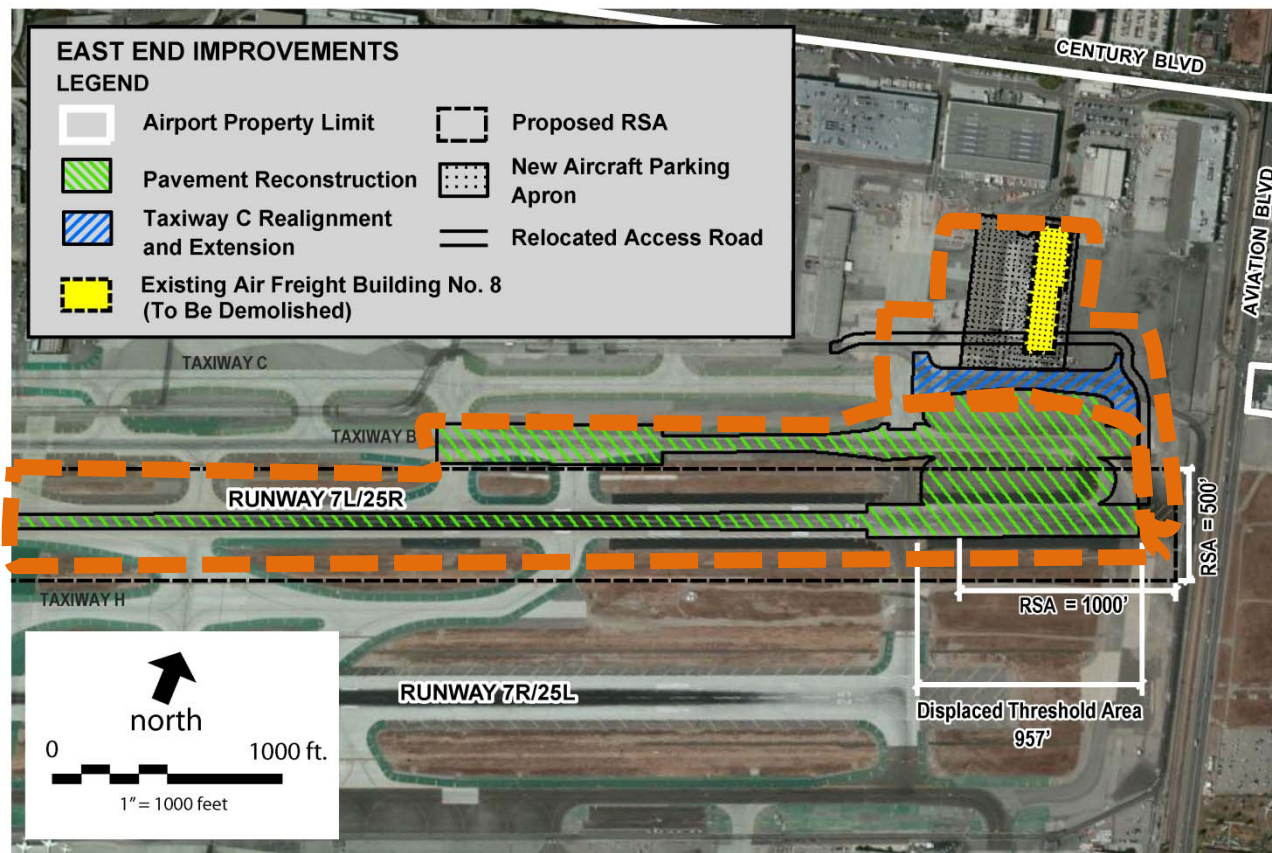 EAST END IMPROVEMENTS
LEGEND
Airport Property Limit
Pavement Reconstruction
Taxiway C Realignment
and Extension
Existing Air Freight Building No. 8
(To Be Demolished)
Proposed RSA
New Aircraft Parking
Apron
Relocated Access Road
CENTURY BLVD
AVIATION BLVD
TAXIWAY C
TAXIWAY B
RUNWAY 7L/25R
RSA = 500'
TAXIWAY H
RSA = 1000'
RUNWAY 7R/25L
Displaced Threshold Area
957'
north
0 1000 ft.
1" = 1000 feet